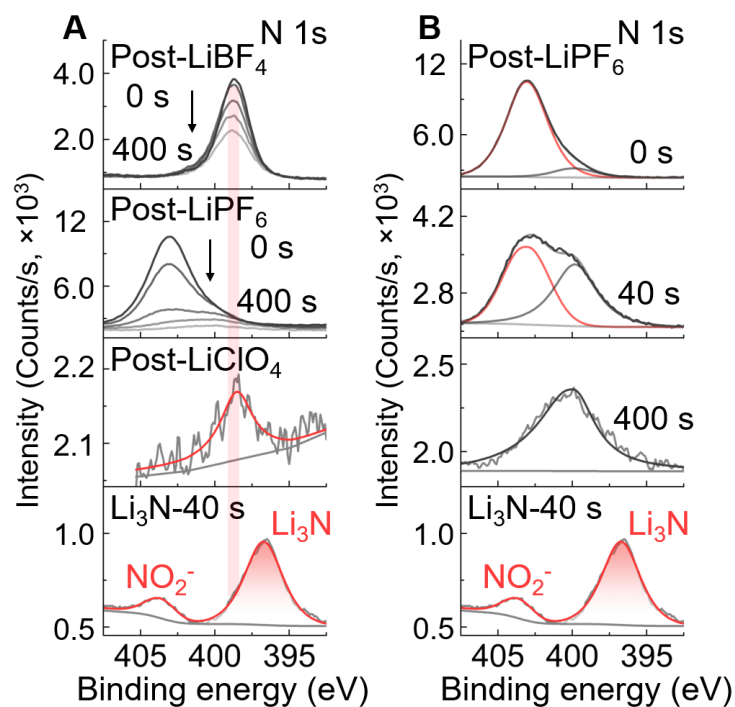 A
N 1s
Post-LiBF4
0 s
400 s
4.0
2.0
Post-LiPF6
0 s
400 s
12
6.0
Post-LiClO4
2.2
2.1
Li3N-40 s
Li3N
NO2-
1.0
0.5
405
400
395
Binding energy (eV)
Intensity (Counts/s, ×10³)
B
N 1s
Post-LiPF6
12
6.0
0 s
4.2
2.8
40 s
2.5
2.0
400 s
Li3N-40 s
Li3N
NO2-
1.0
0.5
405
400
395
Binding energy (eV)
Intensity (Counts/s, ×10³)